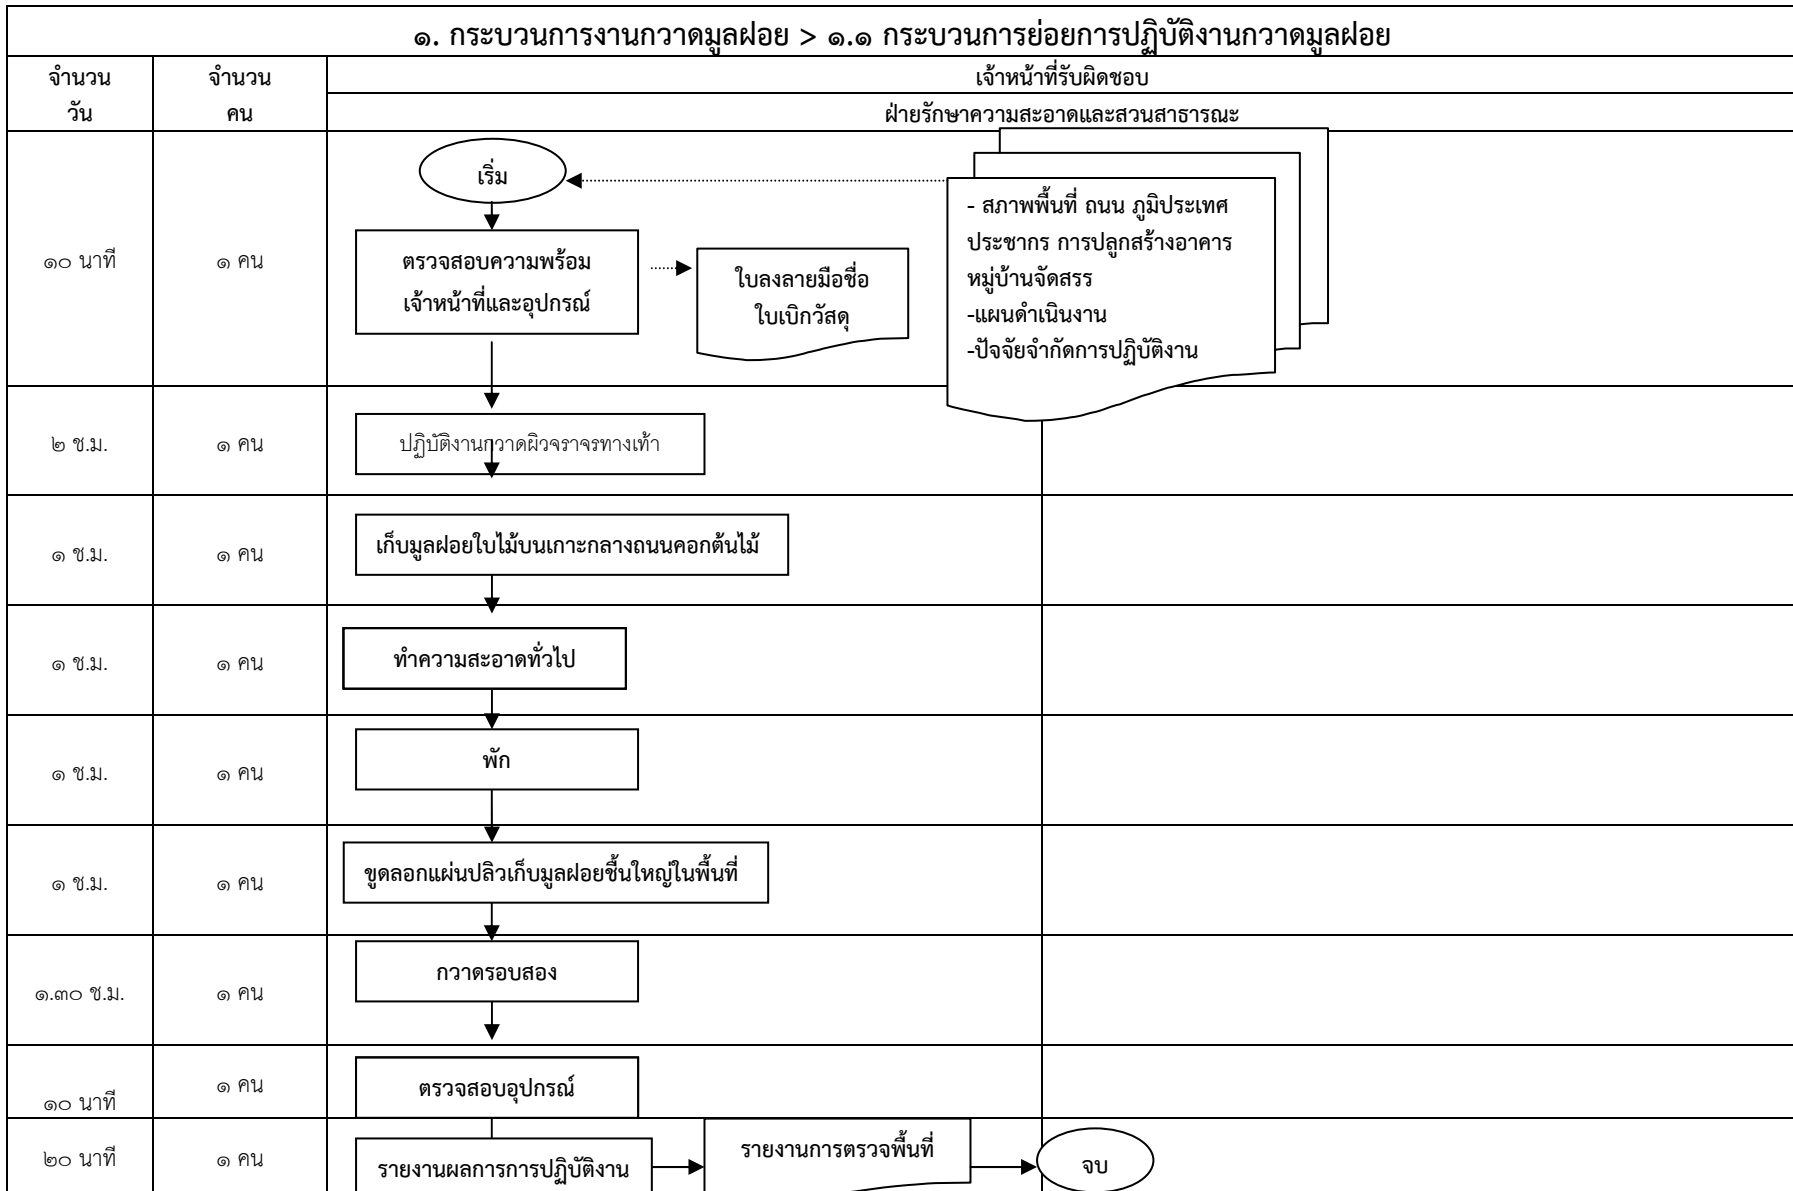 ๑. กระบวนการงานกวาดมูลฝอย > ๑.๑ กระบวนการย่อยการปฏิบัติงานกวาดมูลฝอย
จำนวน
วัน
จำนวน
คน
เจ้าหน้าที่รับผิดชอบ
ฝ่ายรักษาความสะอาดและสวนสาธารณะ
๑๐ นาที
๑ คน
เริ่ม
ตรวจสอบความพร้อม
เจ้าหน้าที่และอุปกรณ์
ใบลงลายมือชื่อ
ใบเบิกวัสดุ
- สภาพพื้นที่ ถนน ภูมิประเทศ
ประชากร การปลูกสร้างอาคาร
หมู่บ้านจัดสรร
-แผนดำเนินงาน
-ปัจจัยจำกัดการปฏิบัติงาน
๒ ช.ม.
๑ คน
ปฏิบัติงานกวาดผิวจราจรทางเท้า
๑ ช.ม.
๑ คน
เก็บมูลฝอยใบไม้บนเกาะกลางถนนคอกต้นไม้
๑ ช.ม.
๑ คน
ทำความสะอาดทั่วไป
๑ ช.ม.
๑ คน
พัก
๑ ช.ม.
๑ คน
ขูดลอกแผ่นปลิวเก็บมูลฝอยชื้นใหญ่ในพื้นที่
๑.๓๐ ช.ม.
๑ คน
กวาดรอบสอง
๑๐ นาที
๑ คน
ตรวจสอบอุปกรณ์
๒๐ นาที
๑ คน
รายงานผลการการปฏิบัติงาน
รายงานการตรวจพื้นที่
จบ